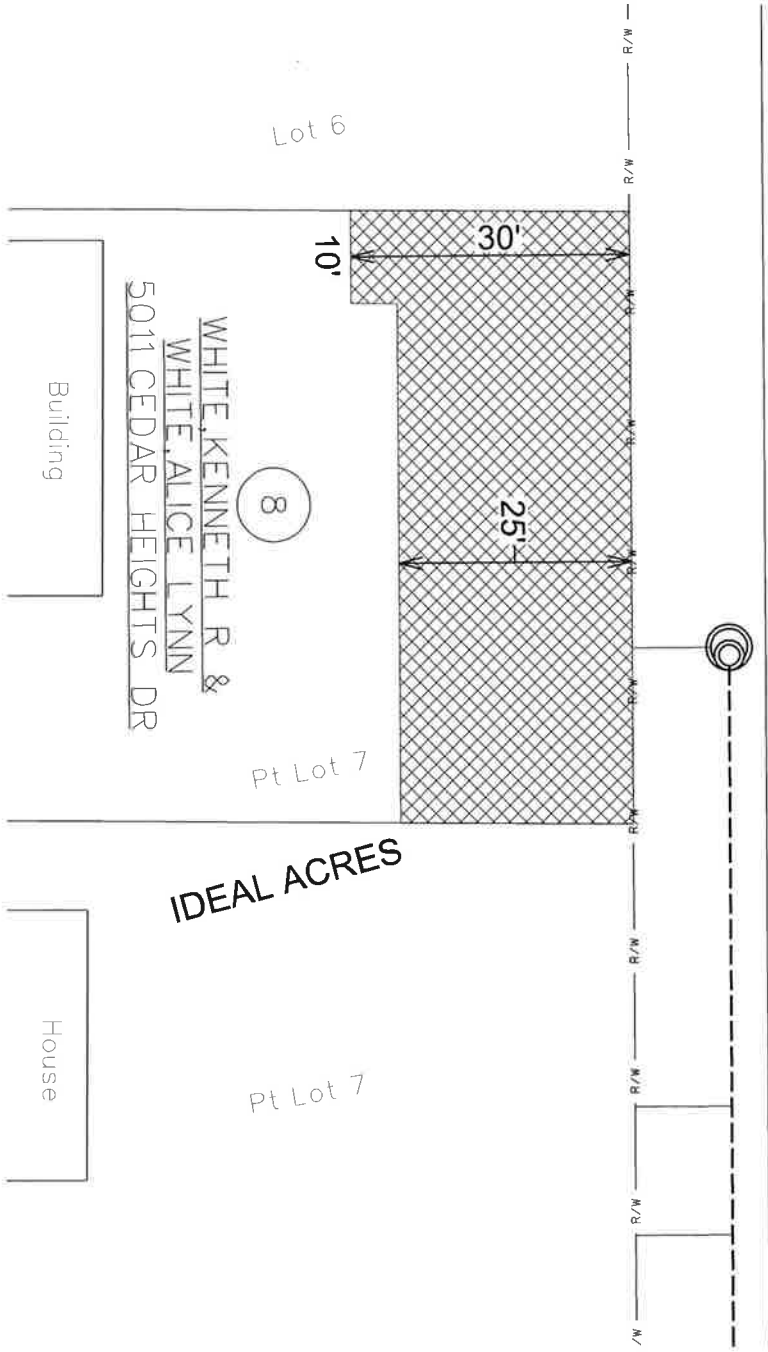 R/W
R/W
Lot 6
30'
10'
R/W
R/W
25'
R/W
R/W
R/W
WHITE, KENNETH R &
WHITE, ALICE LYNN
5011 CEDAR HEIGHTS DR
8
Building
Pt Lot 7
IDEAL ACRES
R/W
R/W
R/W
/W
Pt Lot 7
House